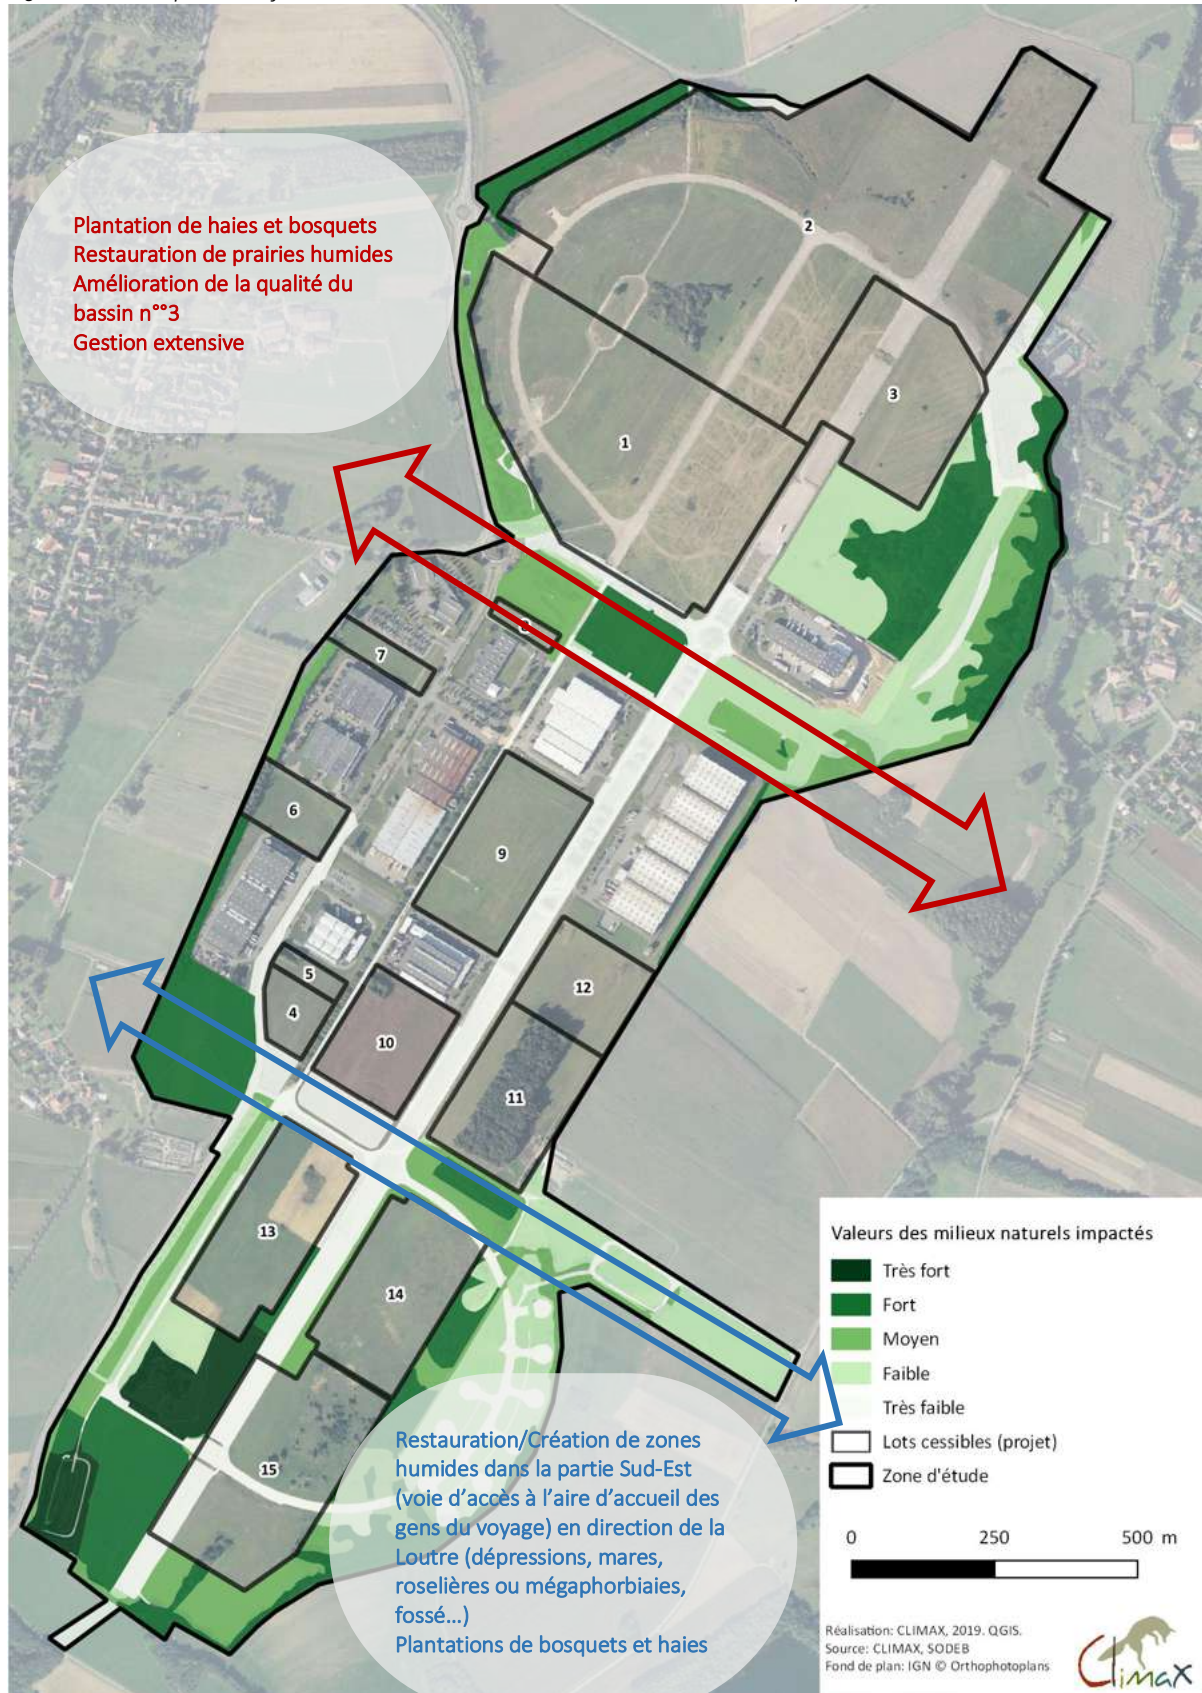 Plantation de haies et bosquets
Restauration de prairies humides
Amélioration de la qualité du
bassin n°°3
Gestion extensive
2
3
1
8
7
6
9
5
4
12
10
11
13
14
15
Restauration/Création de zones
humides dans la partie Sud-Est
(voie d'accès à l'aire d'accueil des
gens du voyage) en direction de la
Loutre (dépressions, mares,
roselières ou mégaphorbiaies,
fossé...)
Plantations de bosquets et haies
Valeurs des milieux naturels impactés
Très fort
Fort
Moyen
Faible
Très faible
Lots cessibles (projet)
Zone d'étude
0 250 500 m
Réalisation: CLIMAX, 2019. QGIS.
Source: CLIMAX, SODEB
Fond de plan: IGN © Orthophotoplans
Climax